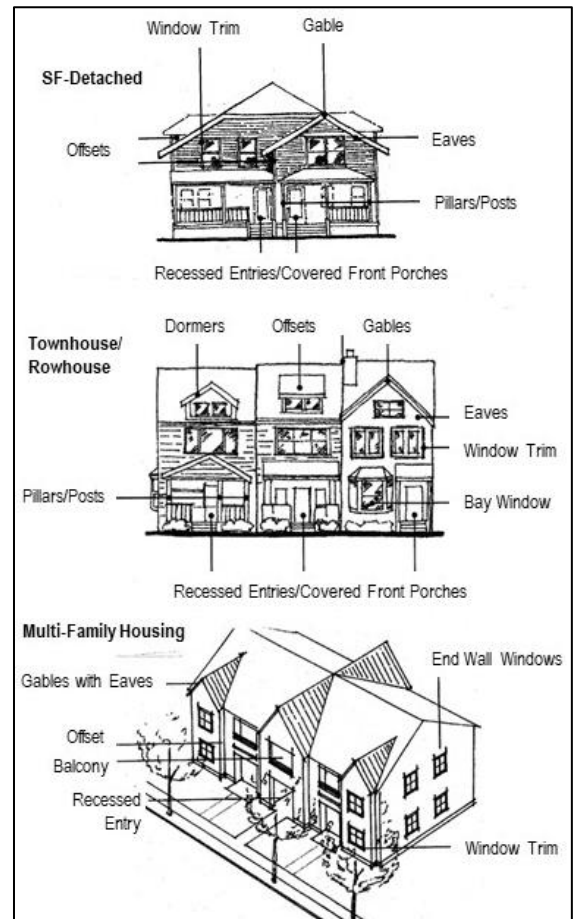 Window Trim
Gable
SF-Detached
Offsets
Eaves
Pillars/Posts
Recessed Entries/Covered Front Porches
Dormers
Offsets
Gables
Townhouse/
Rowhouse
Eaves
Window Trim
Pillars/Posts
Bay Window
Recessed Entries/Covered Front Porches
Multi-Family Housing
End Wall Windows
Gables with Eaves
Offset
Balcony
Recessed
Entry
Window Trim